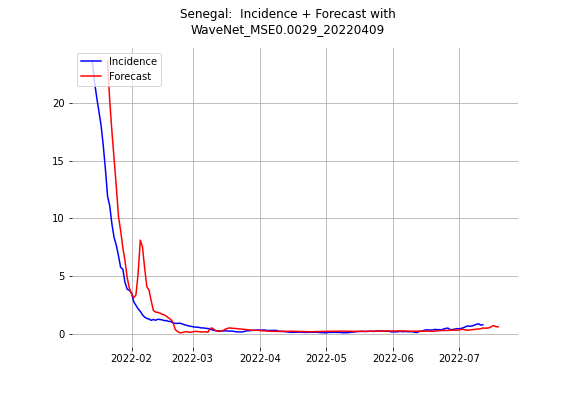 Senegal:  Incidence + Forecast with
WaveNet_MSE0.0029_20220409
Incidence
Forecast
20
15
10
5
0
2022-02 2022-03 2022-04 2022-05 2022-06 2022-07